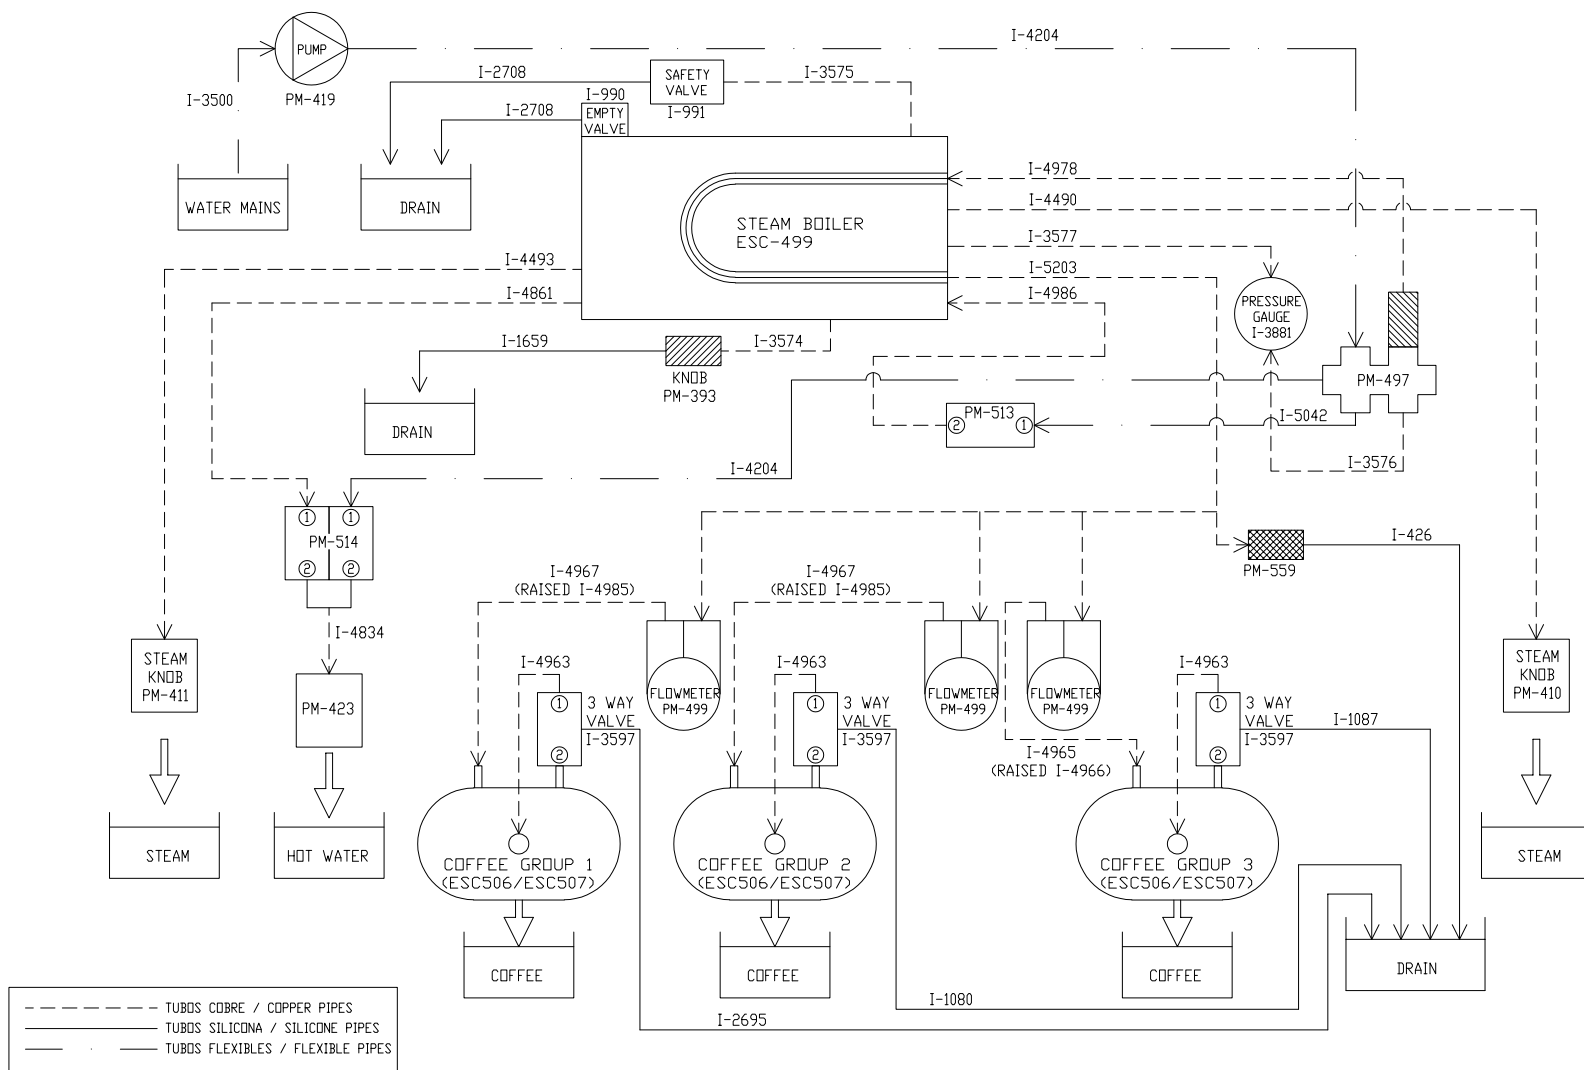 I-4204
PUMP
I-2708
SAFETY
VALVE
I-3575
I-3500
PM-419
I-990
I-991
I-2708
EMPTY
VALVE
WATER MAINS
DRAIN
STEAM BOILER
ESC-499
I-4978
I-4490
I-3577
I-5203
I-4986
I-4493
I-4861
PRESSURE
GAUGE
I-3881
I-1659
I-3574
KNOB
PM-393
PM-497
DRAIN
PM-513
2
1
I-5042
I-3576
I-4204
1
1
PM-514
2
2
I-426
PM-559
I-4967
(RAISED I-4985)
I-4967
(RAISED I-4985)
I-4834
STEAM
KNOB
PM-411
PM-423
I-4963
1
2
3 WAY
VALVE
I-3597
FLOWMETER
PM-499
I-4963
1
2
3 WAY
VALVE
I-3597
FLOWMETER
PM-499
FLOWMETER
PM-499
I-4965
(RAISED I-4966)
I-4963
1
2
3 WAY
VALVE
I-3597
I-1087
STEAM
KNOB
PM-410
STEAM
HOT WATER
COFFEE GROUP 1
(ESC506/ESC507)
COFFEE GROUP 2
(ESC506/ESC507)
COFFEE GROUP 3
(ESC506/ESC507)
STEAM
COFFEE
COFFEE
COFFEE
DRAIN
I-1080
I-2695
TUBOS COBRE / COPPER PIPES
TUBOS SILICONA / SILICONE PIPES
TUBOS FLEXIBLES / FLEXIBLE PIPES